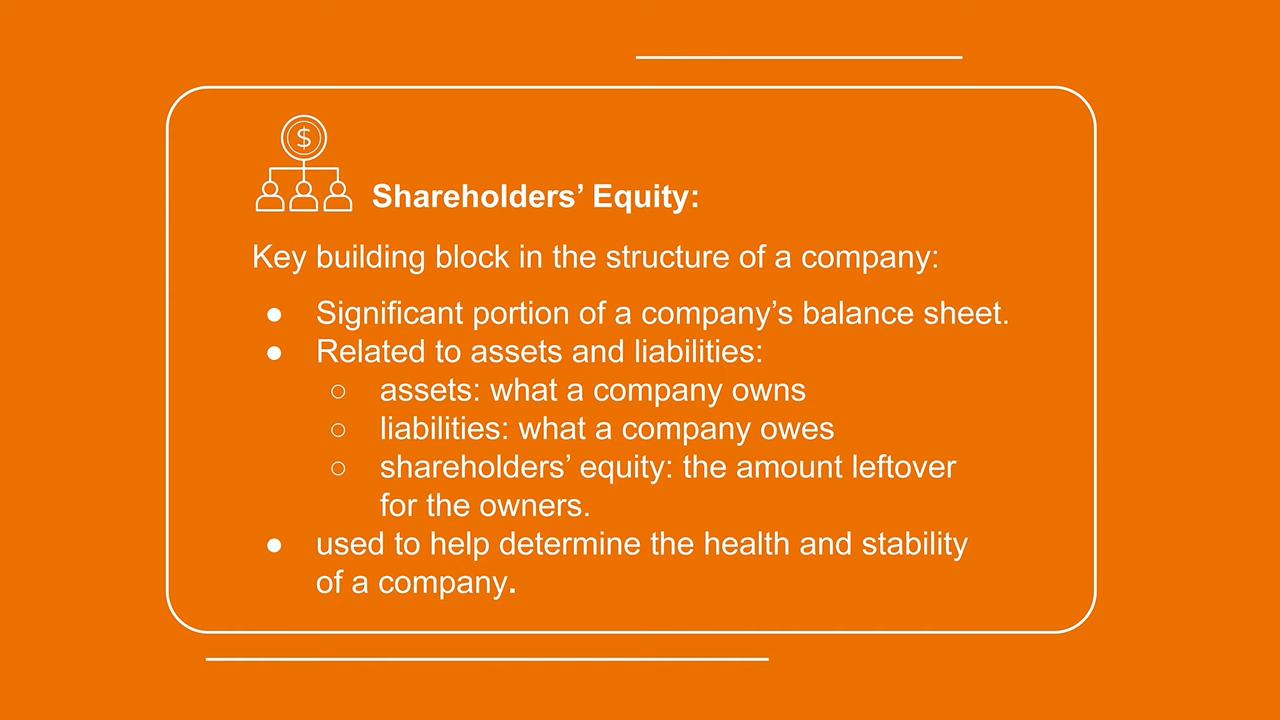 $
Shareholders’ Equity:
Key building block in the structure of a company:
● Significant portion of a company’s balance sheet.
● Related to assets and liabilities:
○ assets: what a company owns
○ liabilities: what a company owes
○ shareholders’ equity: the amount leftover
for the owners.
● used to help determine the health and stability
of a company.